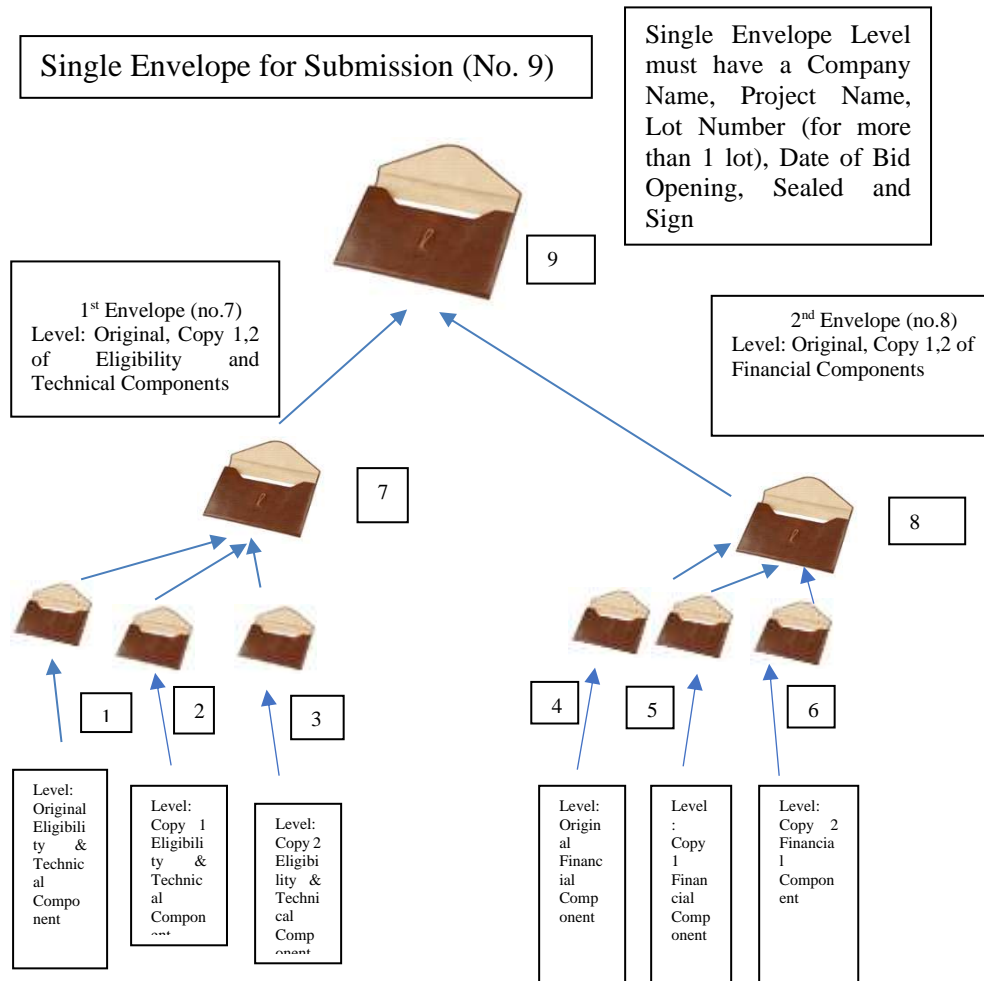 Single Envelope for Submission (No. 9)
Single Envelope Level
must have a Company
Name, Project Name,
Lot Number (for more
than 1 lot), Date of Bid
Opening, Sealed and
Sign
9
1st Envelope (no.7)
Level: Original, Copy 1,2
of Eligibility and
Technical Components
2nd Envelope (no.8)
Level: Original, Copy 1,2 of
Financial Components
7
8
1
2
3
4
5
6
Level:
Original
Eligibili
ty &
Technic
al
Compo
nent
Level:
Copy 1
Eligibili
ty &
Technic
al
Compon
ent
Level:
Copy 2
Eligibi
lity &
Techni
cal
Comp
onent
Level:
Origin
al
Financ
ial
Comp
onent
Level
:
Copy
1
Finan
cial
Comp
onent
Level:
Copy 2
Financia
l
Compon
ent